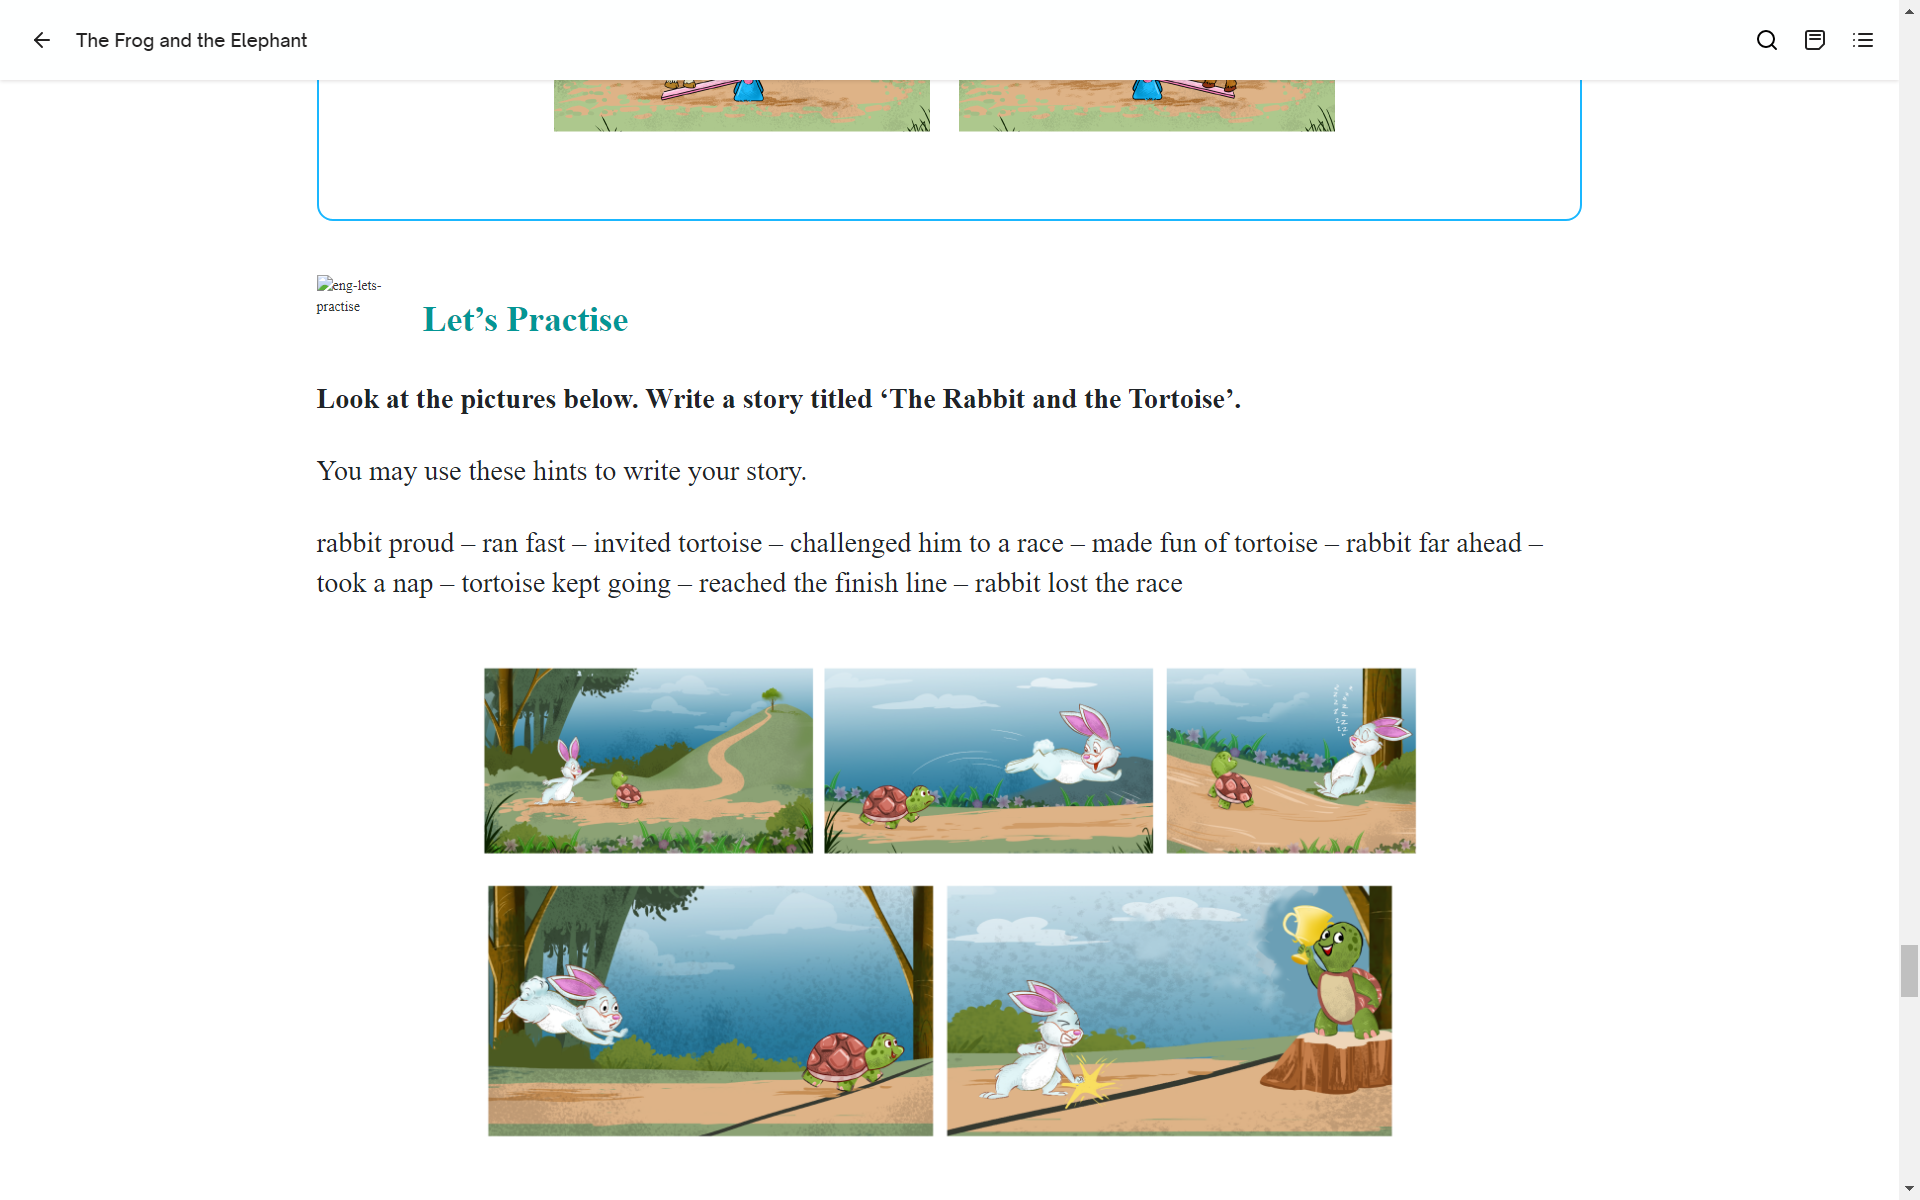 The Frog and the Elephant
eng-lets-
practise
Let’s Practise
Look at the pictures below. Write a story titled ‘The Rabbit and the Tortoise’.
You may use these hints to write your story.
rabbit proud – ran fast – invited tortoise – challenged him to a race – made fun of tortoise – rabbit far ahead –
took a nap – tortoise kept going – reached the finish line – rabbit lost the race